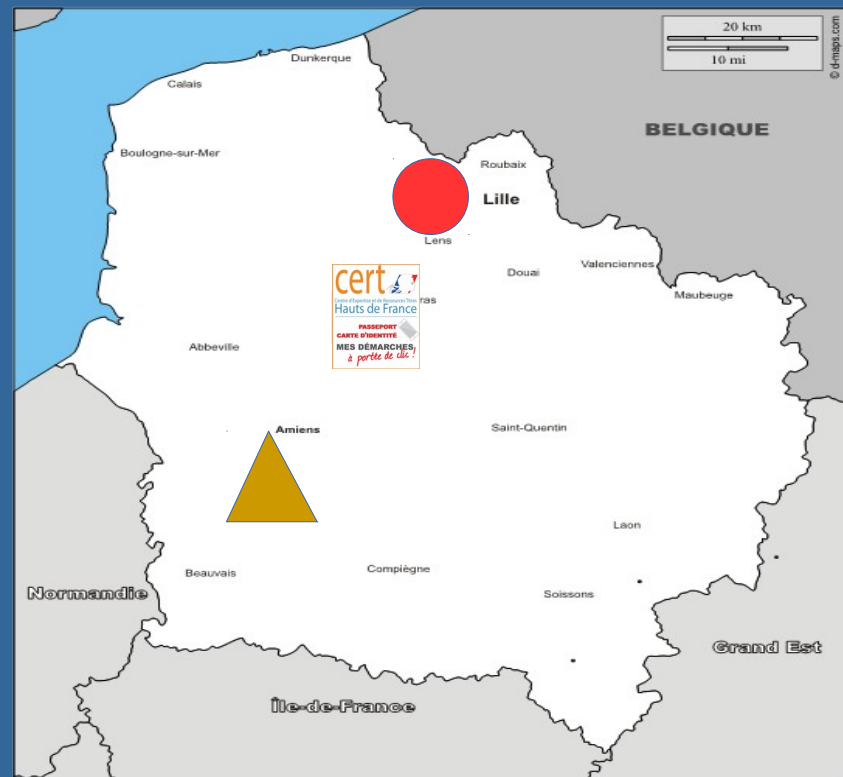 20 km
10 mi
© d-maps.com
Dunkerque
Calais
BELGIQUE
Boulogne-sur-Mer
Roubaix
Lille
Lens
Douai
Valenciennes
Maubeuge
cert
Centre d'Expertise et de Ressources Titres
Hauts de France
PASSEPORT
CARTE D'IDENTITÉ
MES DÉMARCHES
à portée de clic !
ras
Abbeville
Amiens
Saint-Quentin
Laon
Beauvais
Compiègne
Soissons
Normandie
Grand Est
Île-de-France